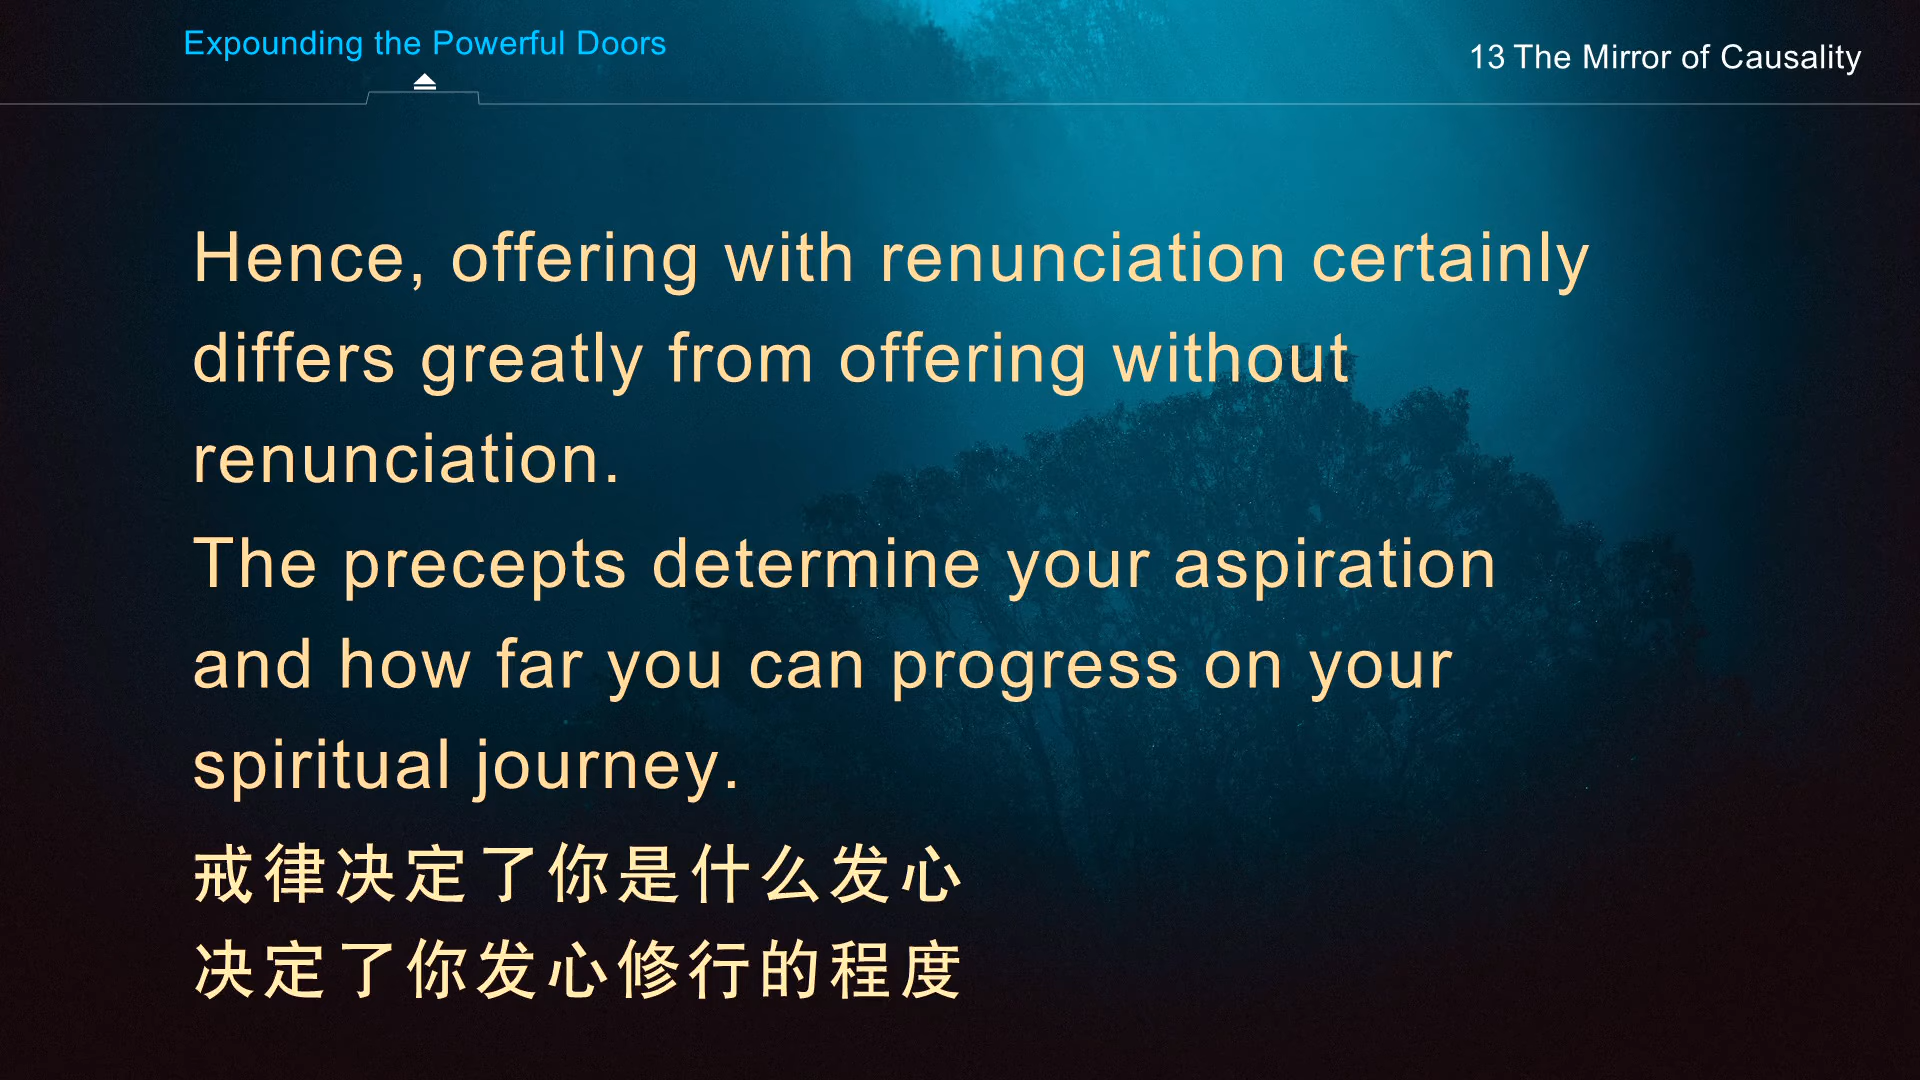 Expounding the Powerful Doors
13 The Mirror of Causality
Hence, offering with renunciation certainly
differs greatly from offering without
renunciation.
The precepts determine your aspiration
and how far you can progress on your
spiritual journey.
戒律决定了你是什么发心
决定了你发心修行的程度